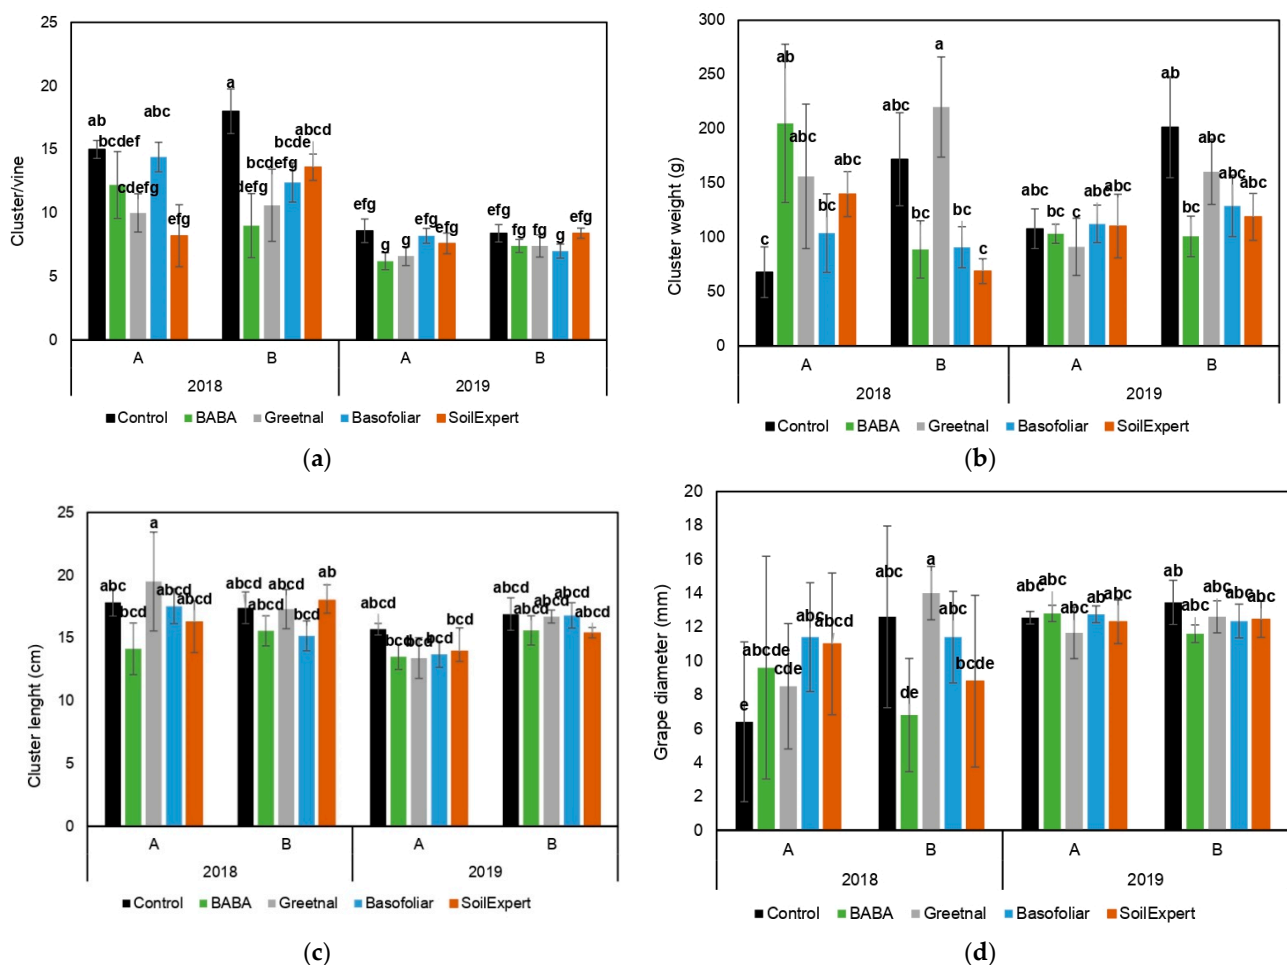 25
20
15
10
5
0
Cluster/vine
ab
bcdef
cdefg
abc
efg
a
defg
bcdefg
bcde
abcd
efg
g
g
efg
efg
efg
fg
fg
g
efg
A
B
A
B
2018
2019
Control
BABA
Greetnal
Basofoliar
SoilExpert
(a)
300
250
200
150
100
50
0
Cluster weight (g)
c
ab
abc
bc
abc
abc
bc
a
bc
c
abc
bc
c
abc
abc
ab
bc
abc
abc
abc
A
B
A
B
2018
2019
Control
BABA
Greetnal
Basofoliar
SoilExpert
(b)
25
20
15
10
5
0
Cluster lenght (cm)
abc
bcd
a
abcd
abcd
abcd
abcd
abcd
bcd
ab
abcd
bcd
bcd
bcd
abcd
abcd
abcd
abcd
abcd
abcd
A
B
A
B
2018
2019
Control
BABA
Greetnal
Basofoliar
SoilExpert
(c)
20
18
16
14
12
10
8
6
4
2
0
Grape diameter (mm)
e
abcde
cde
abc
abcd
abc
de
a
abc
bcde
abc
abc
abc
ab
abc
ab
abc
abc
abc
abc
A
B
A
B
2018
2019
Control
BABA
Greetnal
Basofoliar
SoilExpert
(d)